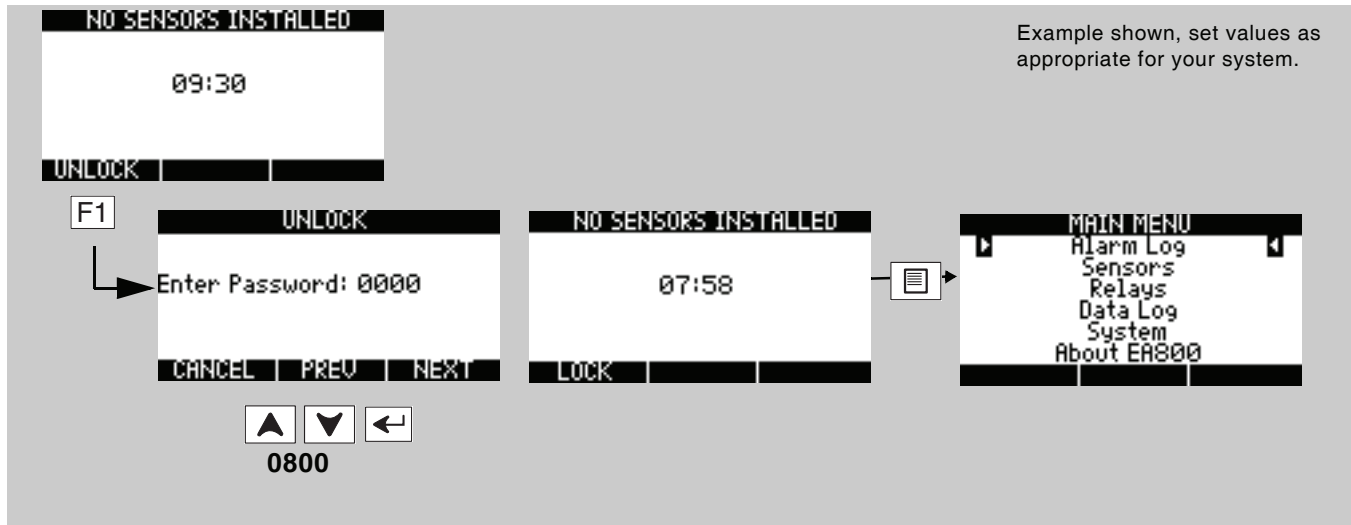 NO SENSORS INSTALLED
09:30
UNLOCK
Example shown, set values as
appropriate for your system.
F1
UNLOCK
Enter Password: 0000
CANCEL PREV NEXT
0800
NO SENSORS INSTALLED
07:58
LOCK
MAIN MENU
Alarm Log
Sensors
Relays
Data Log
System
About EA800